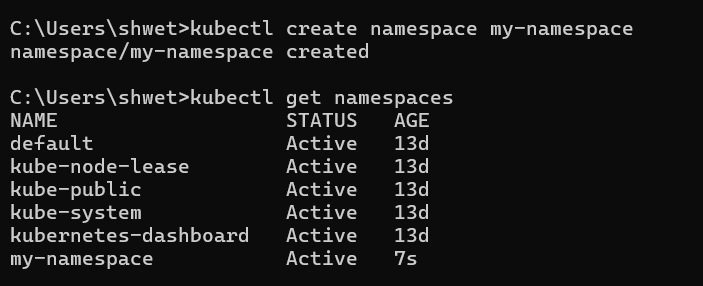 C:\Users\shwet>kubectl create namespace my-namespace
namespace/my-namespace created
C:\Users\shwet>kubectl get namespaces
NAME                   STATUS   AGE
default                Active   13d
kube-node-lease        Active   13d
kube-public            Active   13d
kube-system            Active   13d
kubernetes-dashboard   Active   13d
my-namespace           Active   7s